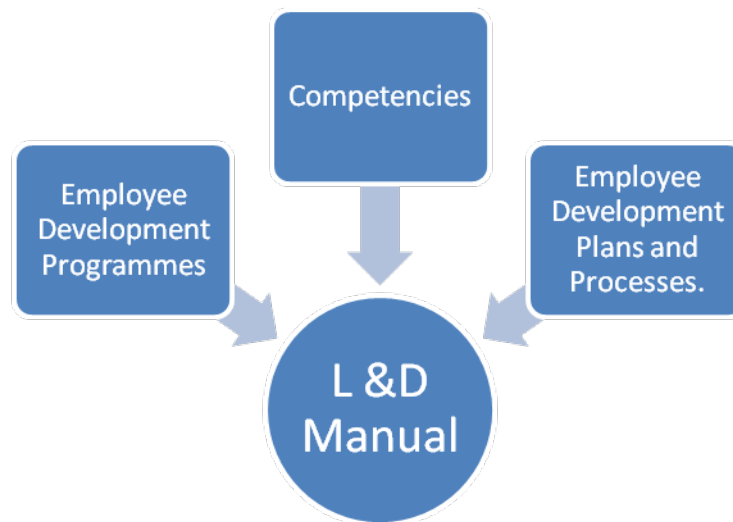 Competencies
Employee
Development
Programmes
Employee
Development
Plans and
Processes.
L &D
Manual